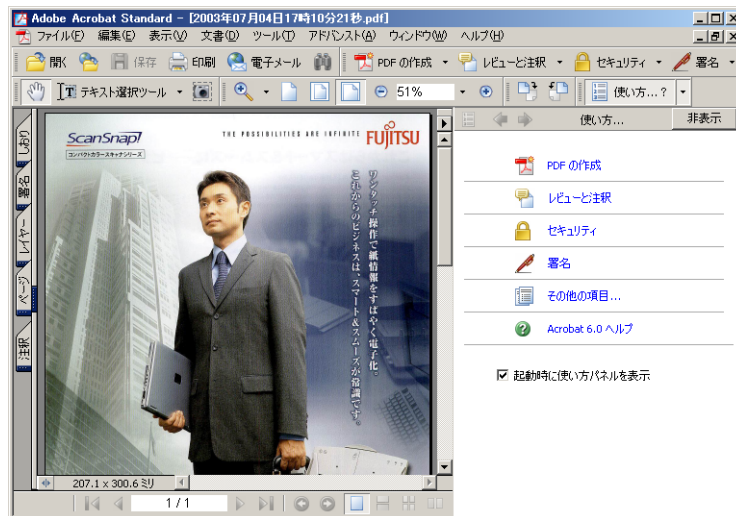 Adobe Acrobat Standard - [2003年07月04日17時10分21秒.pdf]
ファイル(F) 編集(E) 表示(V) 文書(D) ツール(T) アドバンスト(A) ウィンドウ(W) ヘルプ(H)
開く 保存 印刷 電子メール PDF の作成 レビューと注釈 セキュリティ 署名
テキスト選択ツール 51% 使い方...?
しおり
署名
レイヤー
ページ
注釈
ScanSnap!
コンパクトカラースキャナシリーズ
THE POSSIBILITIES ARE INFINITE
FUJITSU
ワンタッチ操作で紙情報をすばやく電子化。
これからのビジネスは、スマート&スムーズが常識です。
207.1 x 300.6 ミリ
1 / 1
使い方... 非表示
PDF の作成
レビューと注釈
セキュリティ
署名
その他の項目...
Acrobat 6.0 ヘルプ
起動時に使い方パネルを表示